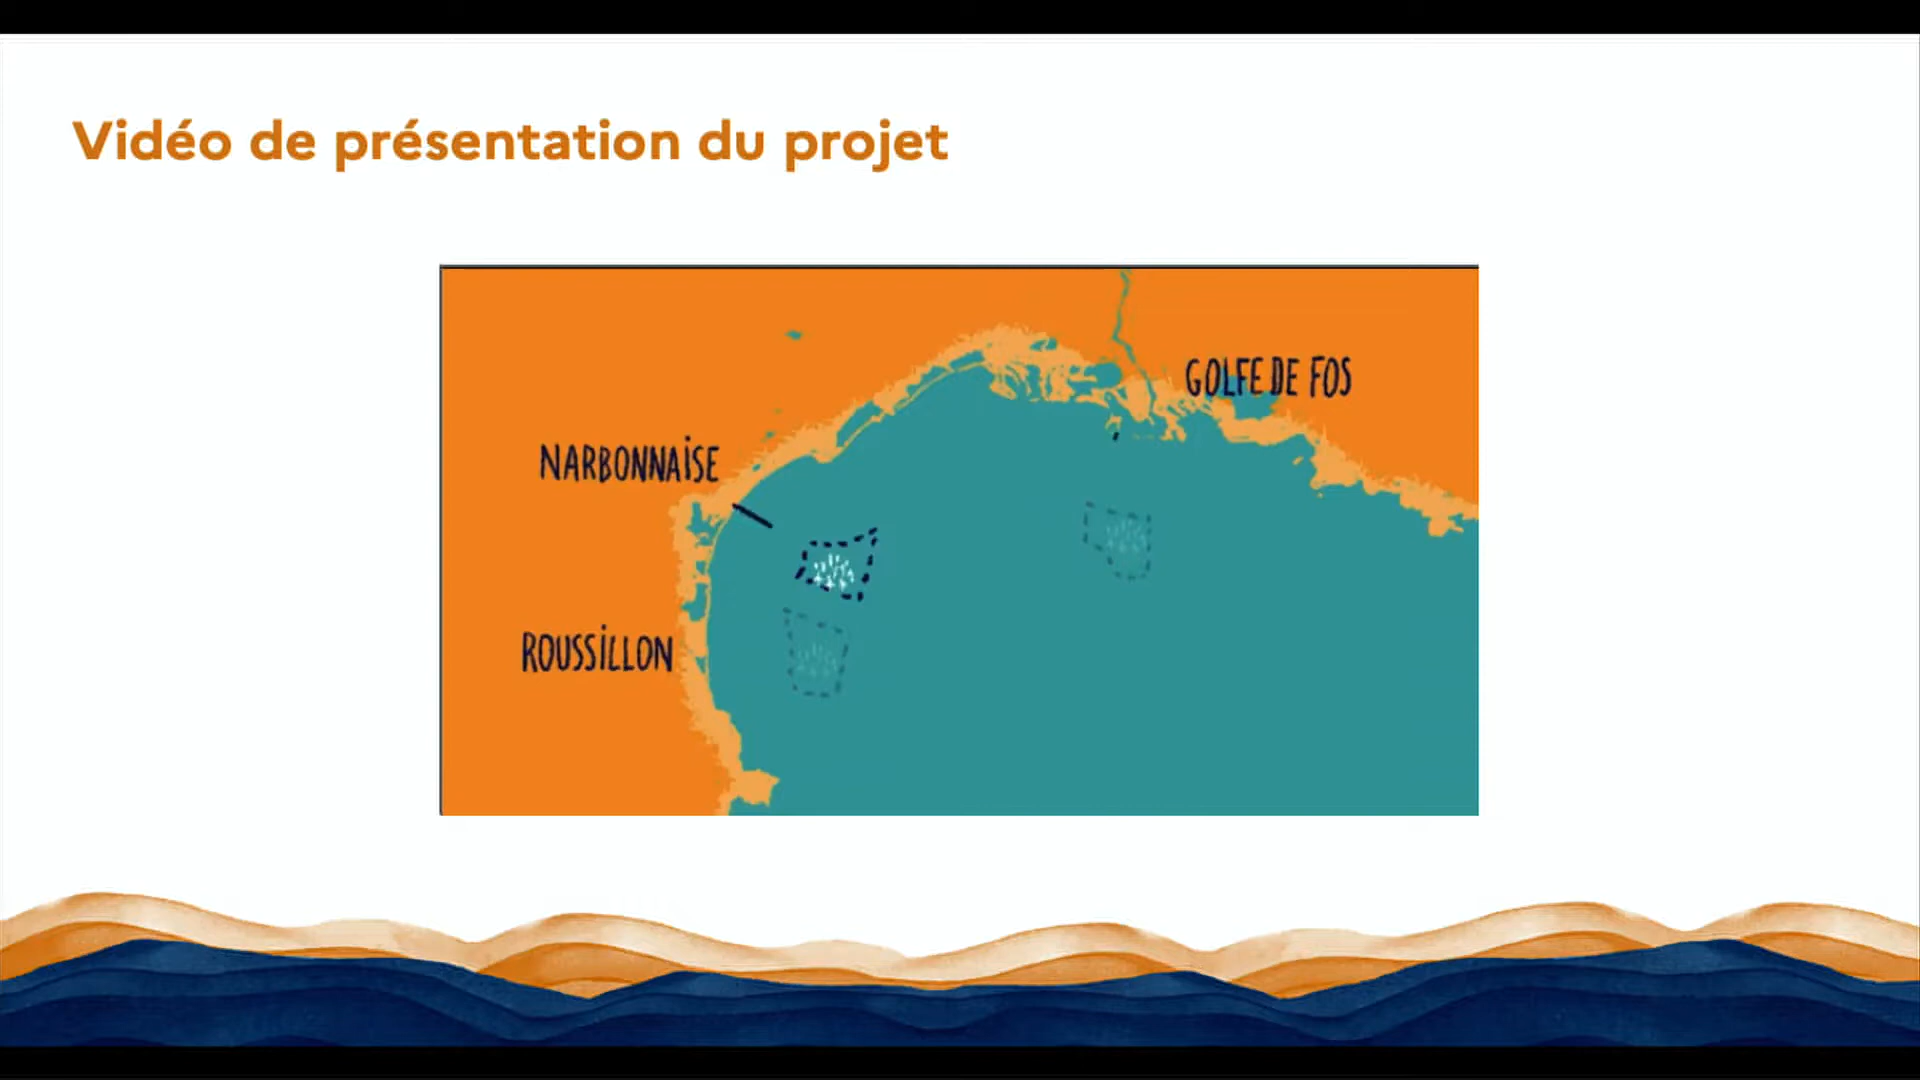 Vidéo de présentation du projet
GOLFE DE FOS
NARBONNAISE
ROUSSILLON